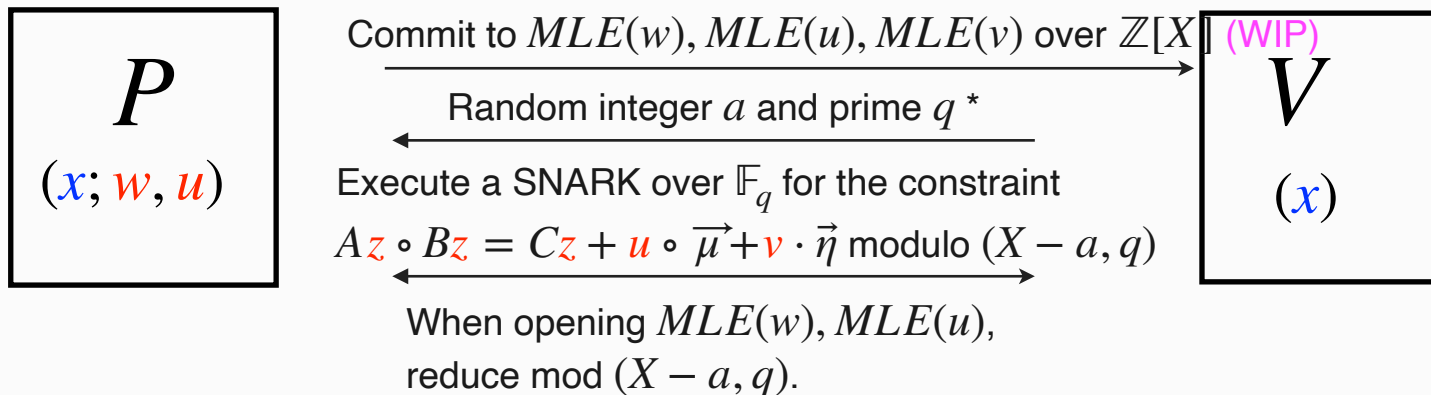 Commit to MLE(w), MLE(u), MLE(v) over ℤ[X] (WIP)
P
V
Random integer a and prime q *
(x; w, u)
Execute a SNARK over 𝔽_q for the constraint
(x)
Az ∘ Bz = Cz + u ∘ μ⃗ + v · η⃗ modulo (X − a, q)
When opening MLE(w), MLE(u),
reduce mod (X − a, q).